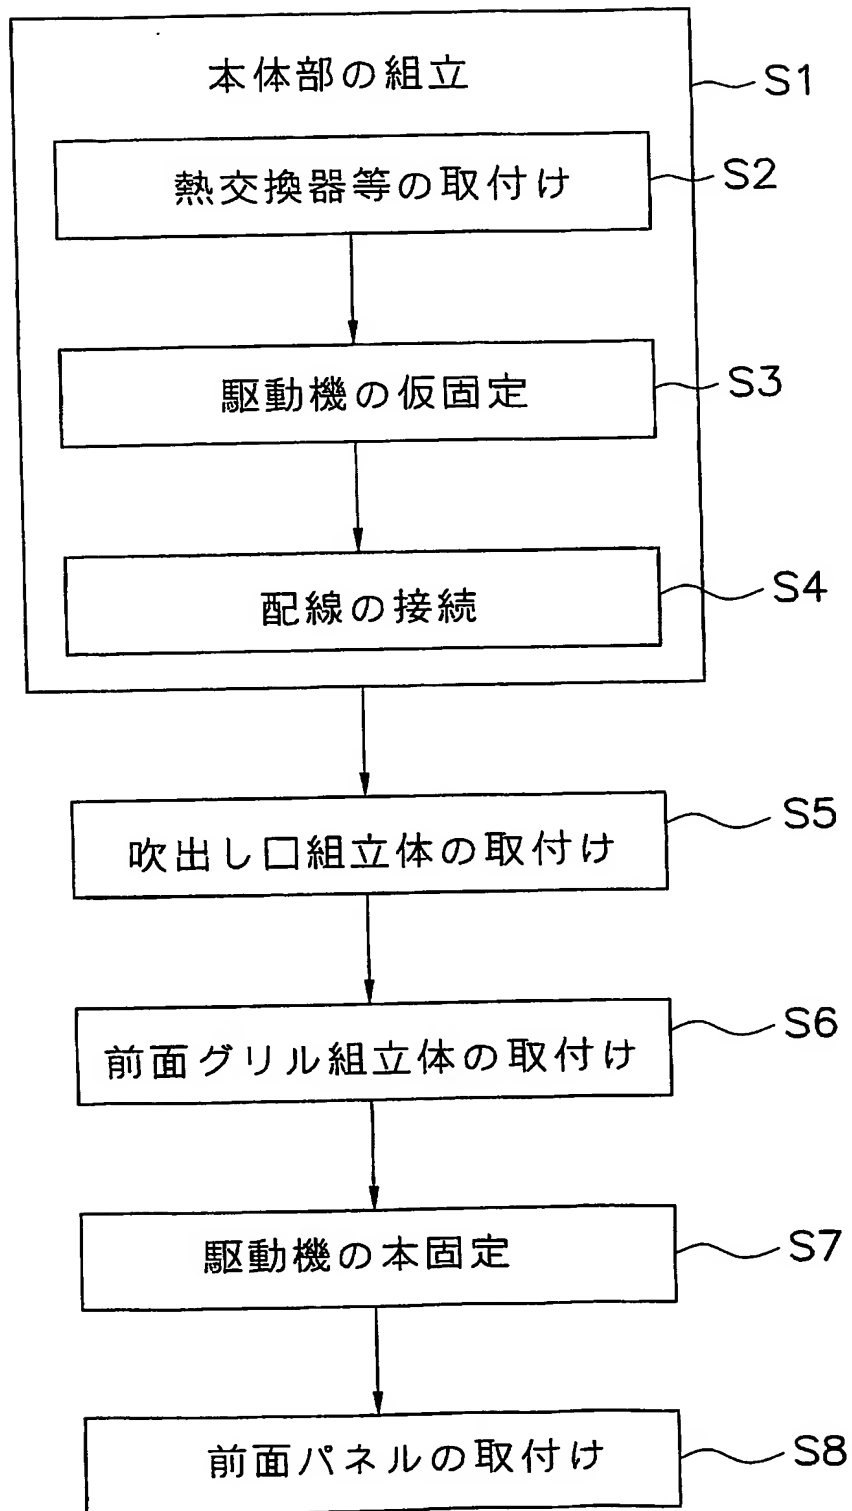 本体部の組立
S1
熱交換器等の取付け
S2
駆動機の仮固定
S3
配線の接続
S4
吹出し口組立体の取付け
S5
前面グリル組立体の取付け
S6
駆動機の本固定
S7
前面パネルの取付け
S8